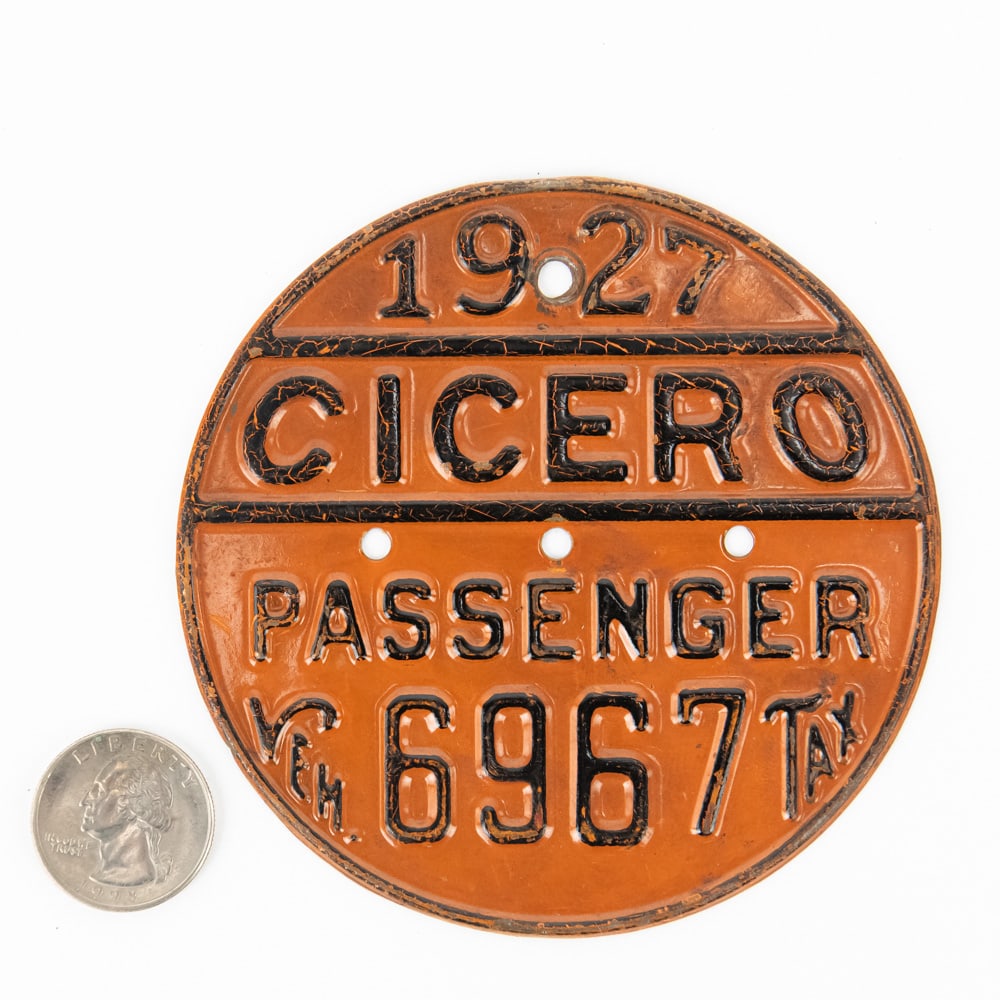 1927
CICERO
PASSENGER
VEH. 6967 TAX
LIBERTY
IN GOD WE
TRUST